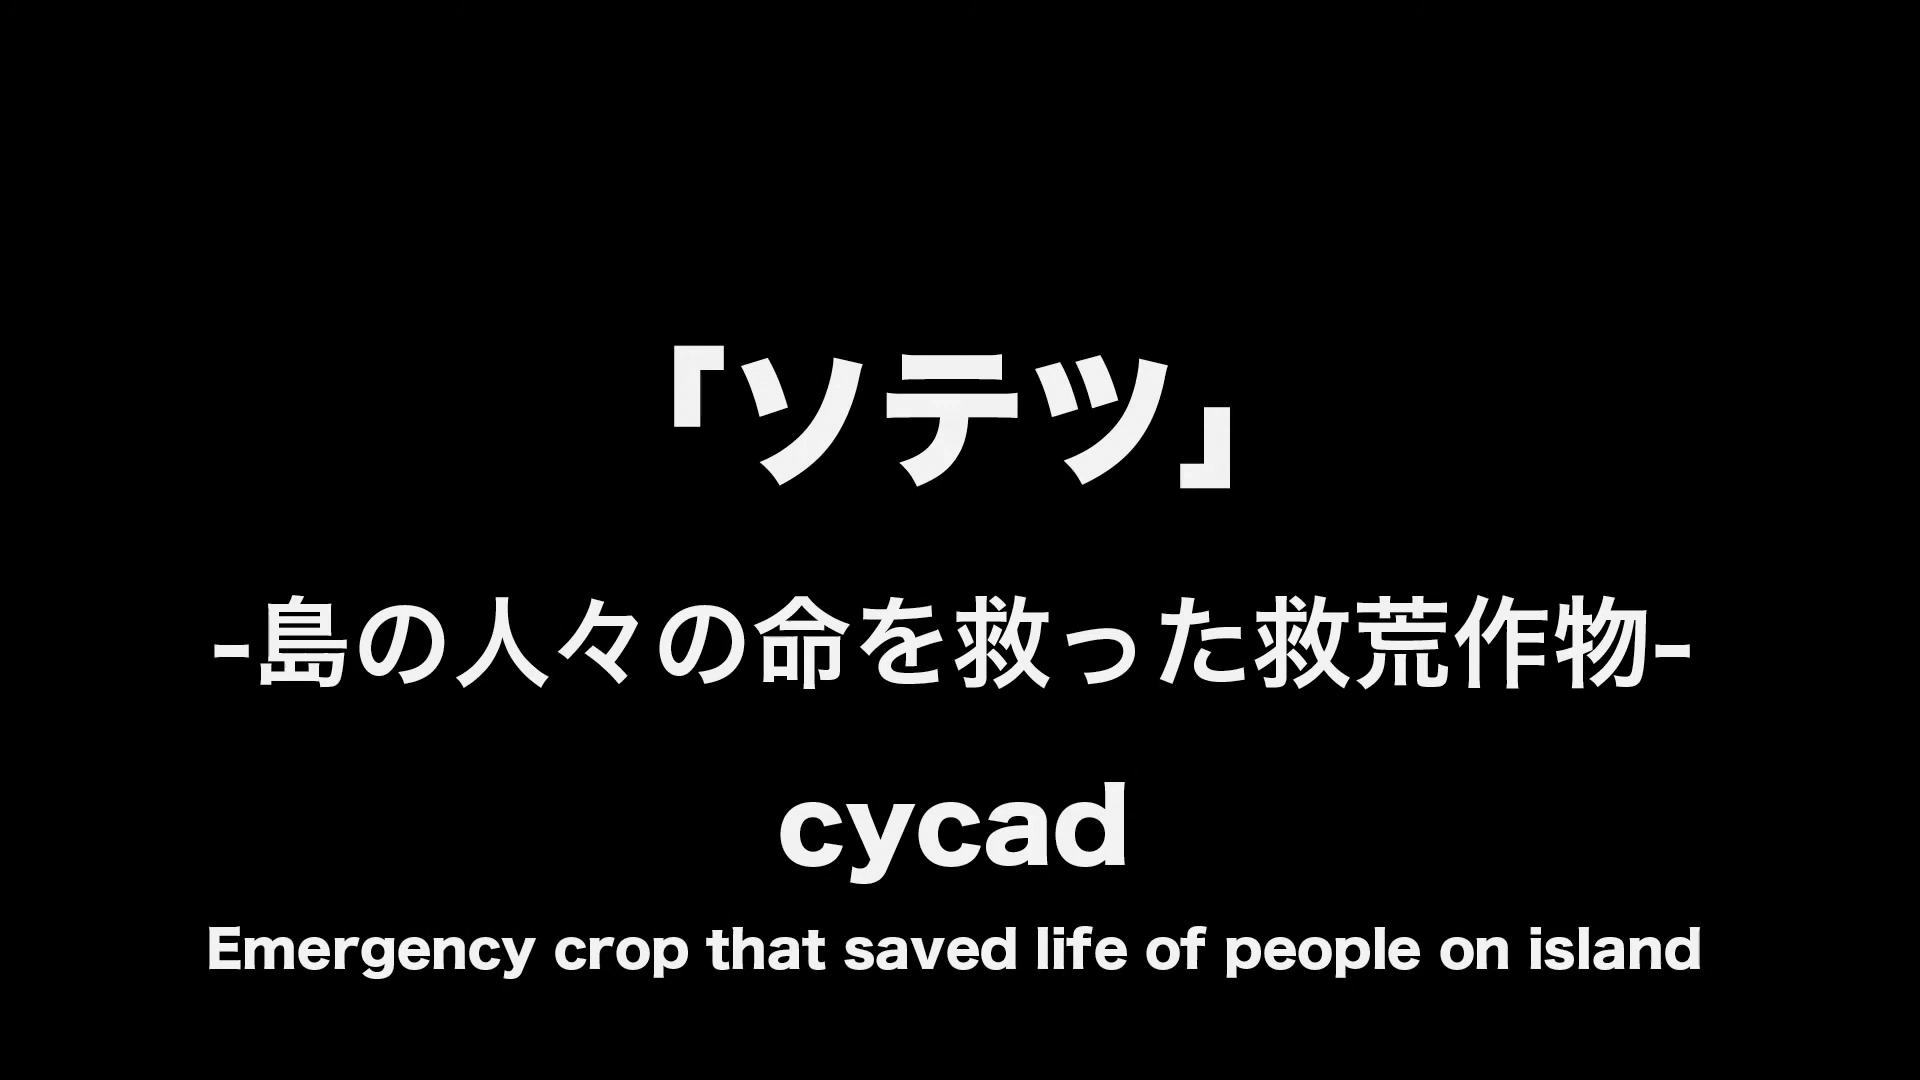 「ソテツ」
-島の人々の命を救った救荒作物-
cycad
Emergency crop that saved life of people on island